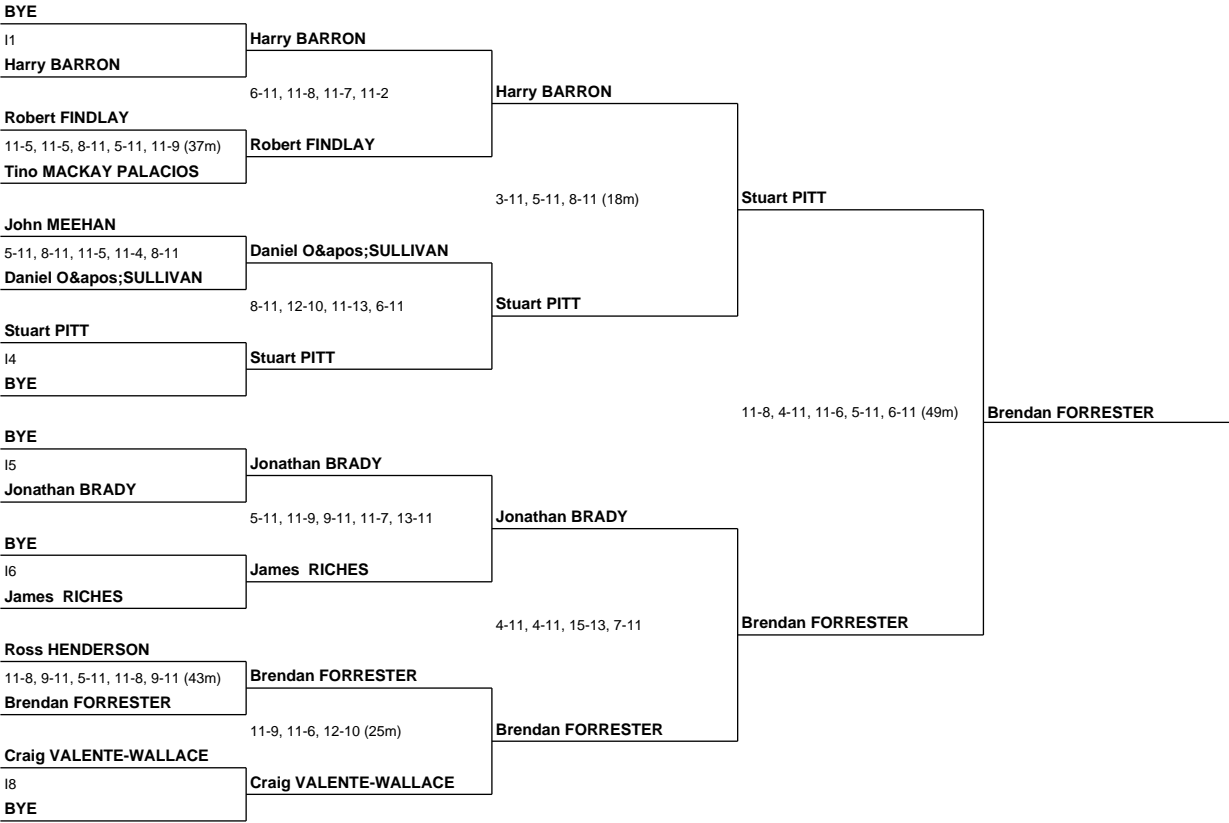 BYE
I1
Harry BARRON
Harry BARRON
6-11, 11-8, 11-7, 11-2
Harry BARRON
Robert FINDLAY
11-5, 11-5, 8-11, 5-11, 11-9 (37m)
Robert FINDLAY
Tino MACKAY PALACIOS
3-11, 5-11, 8-11 (18m)
Stuart PITT
John MEEHAN
5-11, 8-11, 11-5, 11-4, 8-11
Daniel O&apos;SULLIVAN
Daniel O&apos;SULLIVAN
8-11, 12-10, 11-13, 6-11
Stuart PITT
Stuart PITT
I4
Stuart PITT
BYE
11-8, 4-11, 11-6, 5-11, 6-11 (49m)
Brendan FORRESTER
BYE
I5
Jonathan BRADY
Jonathan BRADY
5-11, 11-9, 9-11, 11-7, 13-11
Jonathan BRADY
BYE
I6
James  RICHES
James  RICHES
4-11, 4-11, 15-13, 7-11
Brendan FORRESTER
Ross HENDERSON
11-8, 9-11, 5-11, 11-8, 9-11 (43m)
Brendan FORRESTER
Brendan FORRESTER
11-9, 11-6, 12-10 (25m)
Brendan FORRESTER
Craig VALENTE-WALLACE
I8
Craig VALENTE-WALLACE
BYE